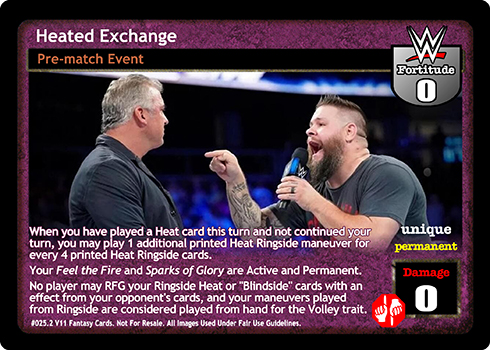 Heated Exchange
Pre-match Event
W
Fortitude
0
When you have played a Heat card this turn and not continued your
turn, you may play 1 additional printed Heat Ringside maneuver for
every 4 printed Heat Ringside cards.
Your Feel the Fire and Sparks of Glory are Active and Permanent.
No player may RFG your Ringside Heat or "Blindside" cards with an
effect from your opponent's cards, and your maneuvers played
from Ringside are considered played from hand for the Volley trait.
#025.2 V11 Fantasy Cards. Not For Resale. All Images Used Under Fair Use Guidelines.
unique
permanent
Damage
0